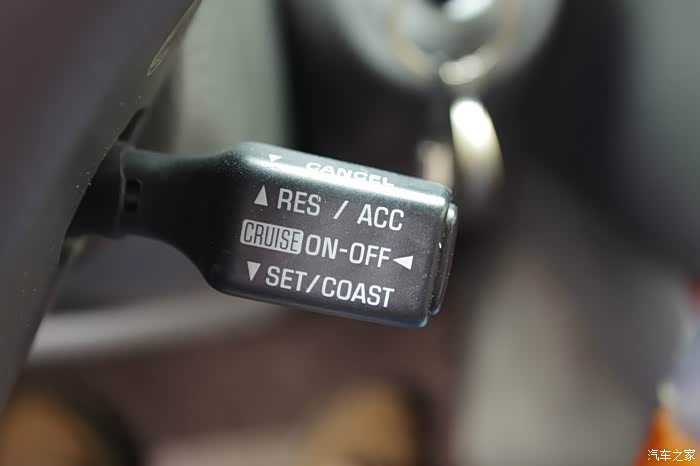 CANCEL
RES / ACC
CRUISE ON-OFF
SET/COAST
汽车之家